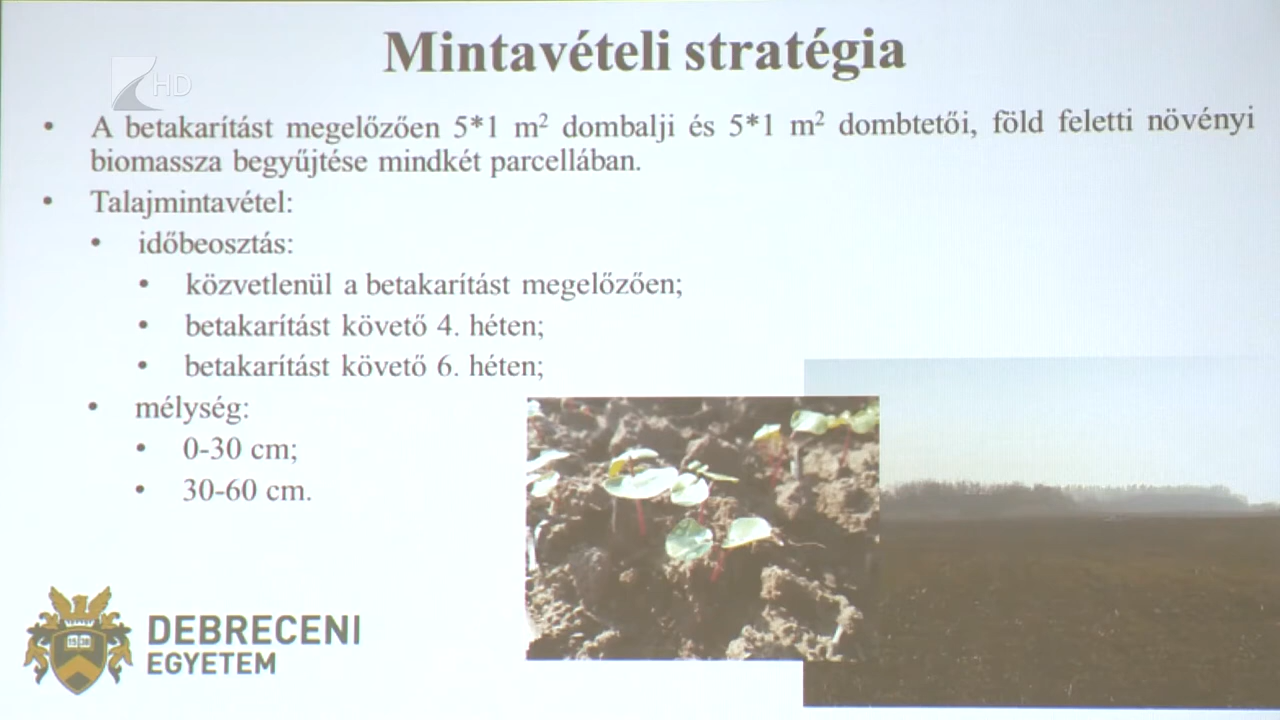 Mintavételi stratégia
HD
• A betakarítást megelőzően 5*1 m² dombalji és 5*1 m² dombtetői, föld feletti növényi
biomassza begyűjtése mindkét parcellában.
• Talajmintavétel:
• időbeosztás:
• közvetlenül a betakarítást megelőzően;
• betakarítást követő 4. héten;
• betakarítást követő 6. héten;
• mélység:
• 0-30 cm;
• 30-60 cm.
DEBRECENI
EGYETEM